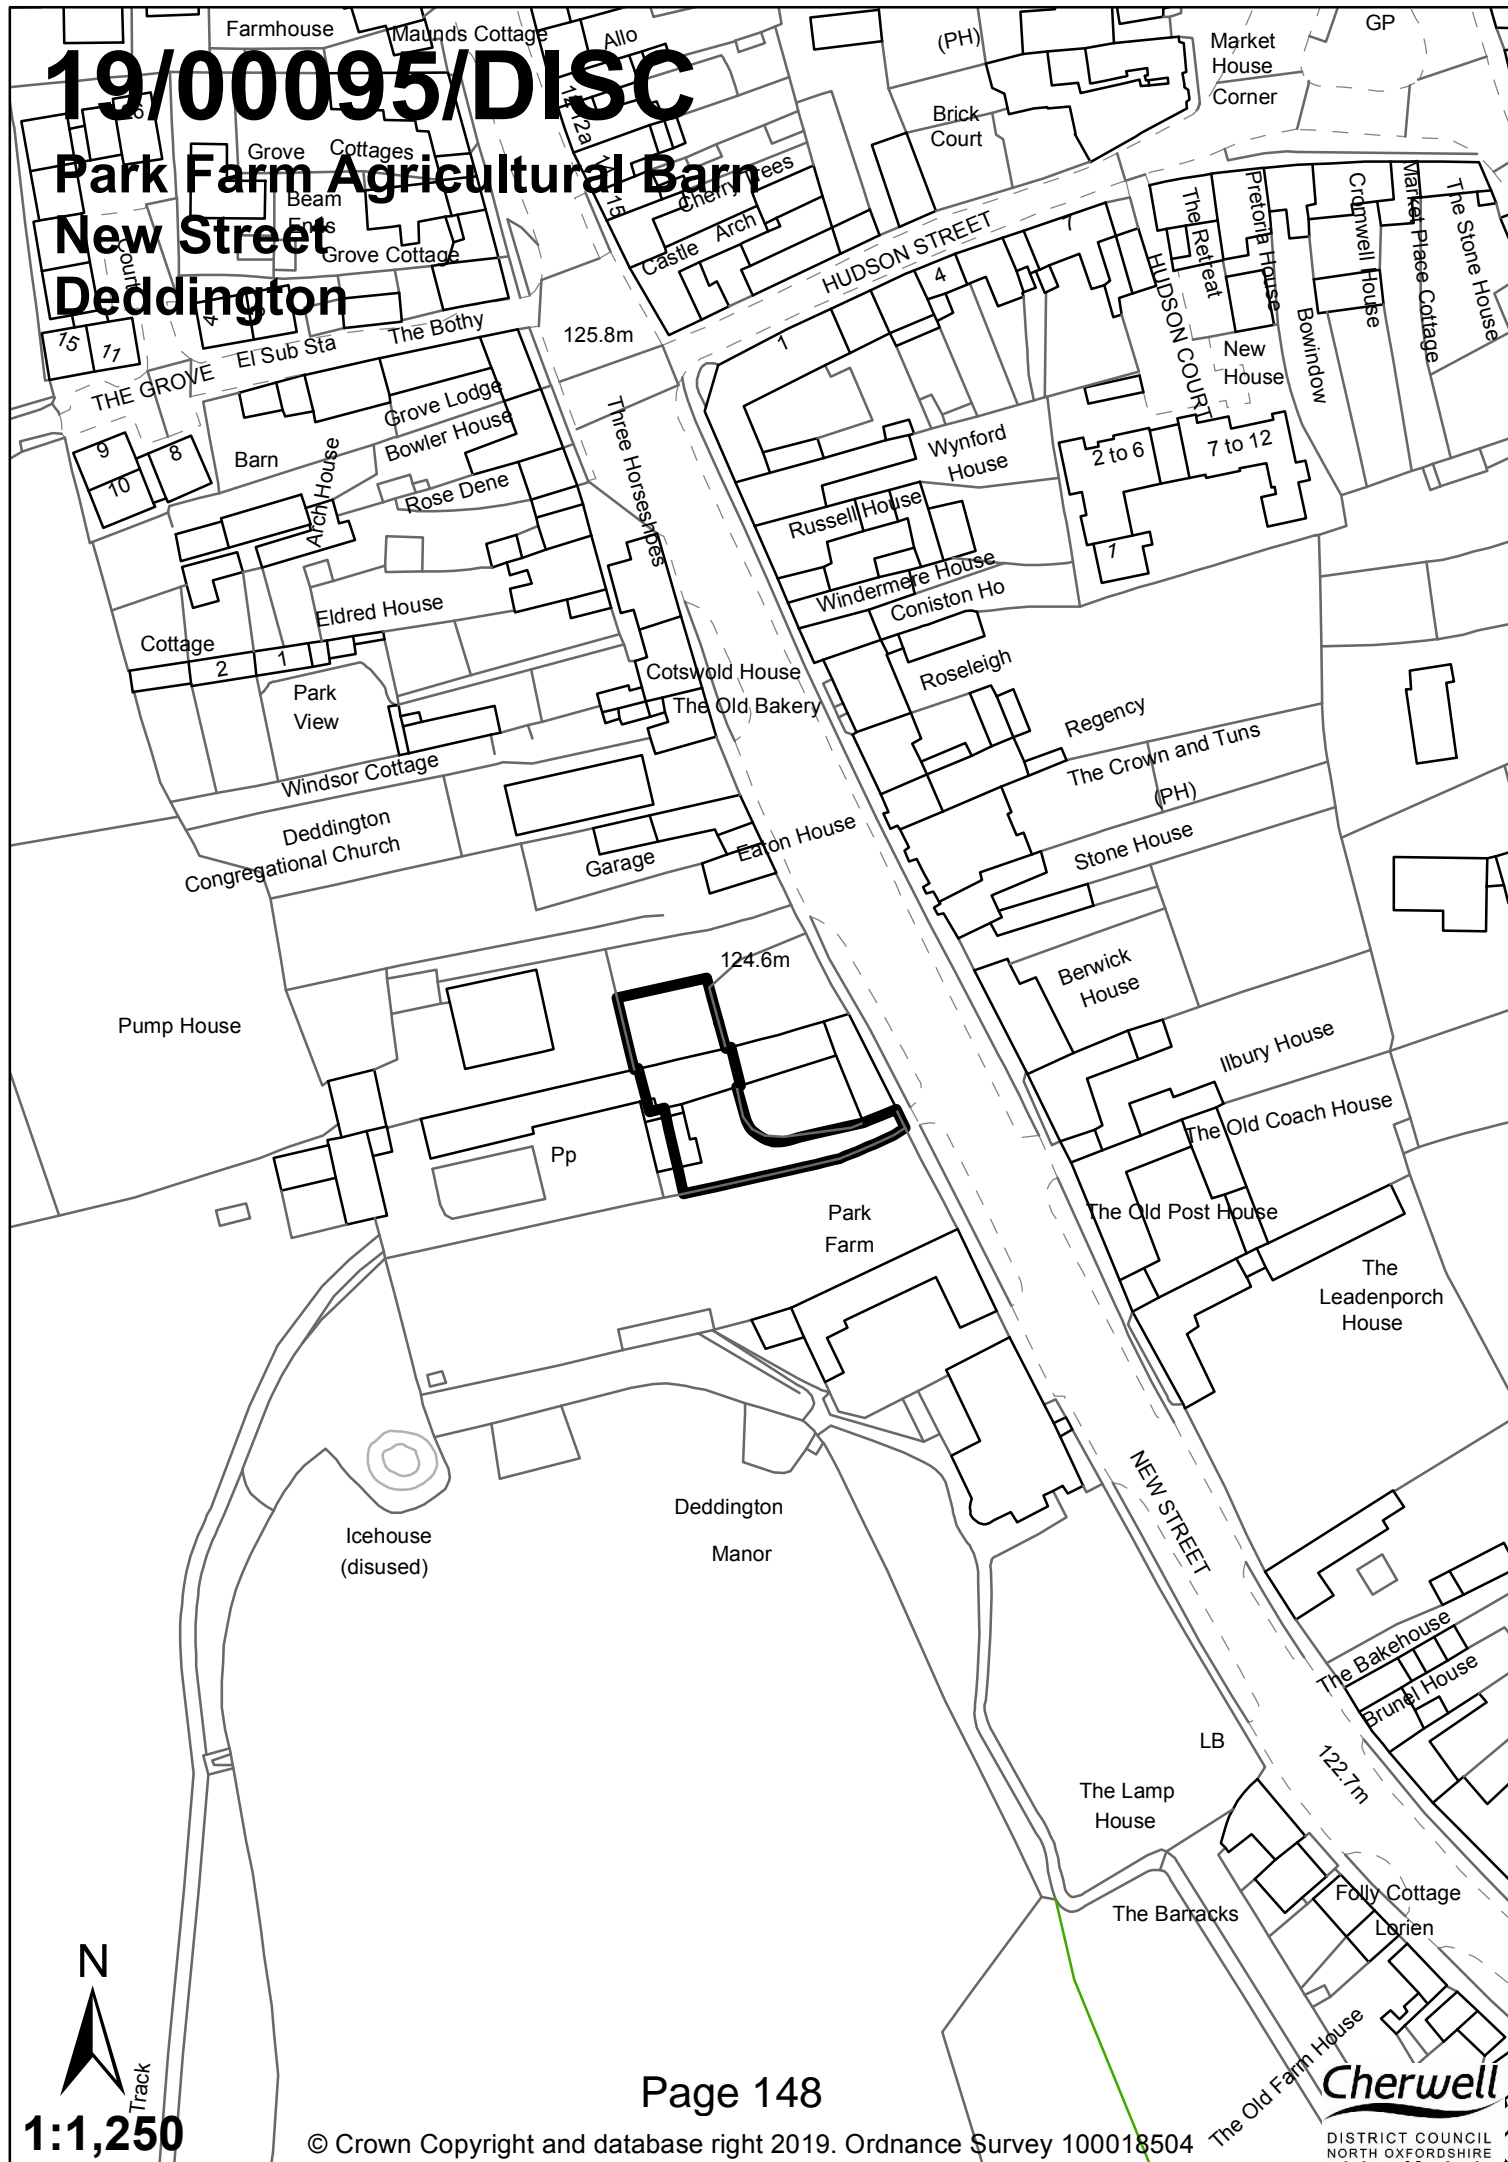 19/00095/DISC
Park Farm Agricultural Barn
New Street
Deddington
Farmhouse
Maunds Cottage
Allo
(PH)
GP
Market
House
Corner
Brick
Court
12
12a
14
15
16
Grove
Cottages
Beam
Ends
Grove Cottage
Court
Cherry Trees
Castle Arch
HUDSON STREET
1
4
7
The Retreat
Pretoria House
Cromwell House
Market Place Cottage
The Stone House
HUDSON COURT
New
House
Bowindow
125.8m
15
11
4
El Sub Sta
The Bothy
THE GROVE
Grove Lodge
Bowler House
Rose Dene
9
10
8
Barn
Arch House
Three Horseshoes
Wynford
House
2 to 6
7 to 12
1
Russell House
Windermere House
Coniston Ho
Eldred House
Cottage
2
1
Park
View
Cotswold House
The Old Bakery
Roseleigh
Regency
The Crown and Tuns
(PH)
Windsor Cottage
Deddington
Congregational Church
Garage
Eaton House
Stone House
124.6m
Berwick
House
Pump House
Ilbury House
The Old Coach House
Pp
The Old Post House
Park
Farm
The
Leadenporch
House
Icehouse
(disused)
Deddington
Manor
NEW STREET
The Bakehouse
Brunel House
LB
122.7m
The Lamp
House
The Barracks
Folly Cottage
Lorien
The Old Farm House
N
Track
1:1,250
Page 148
© Crown Copyright and database right 2019. Ordnance Survey 100018504
Cherwell
DISTRICT COUNCIL
NORTH OXFORDSHIRE